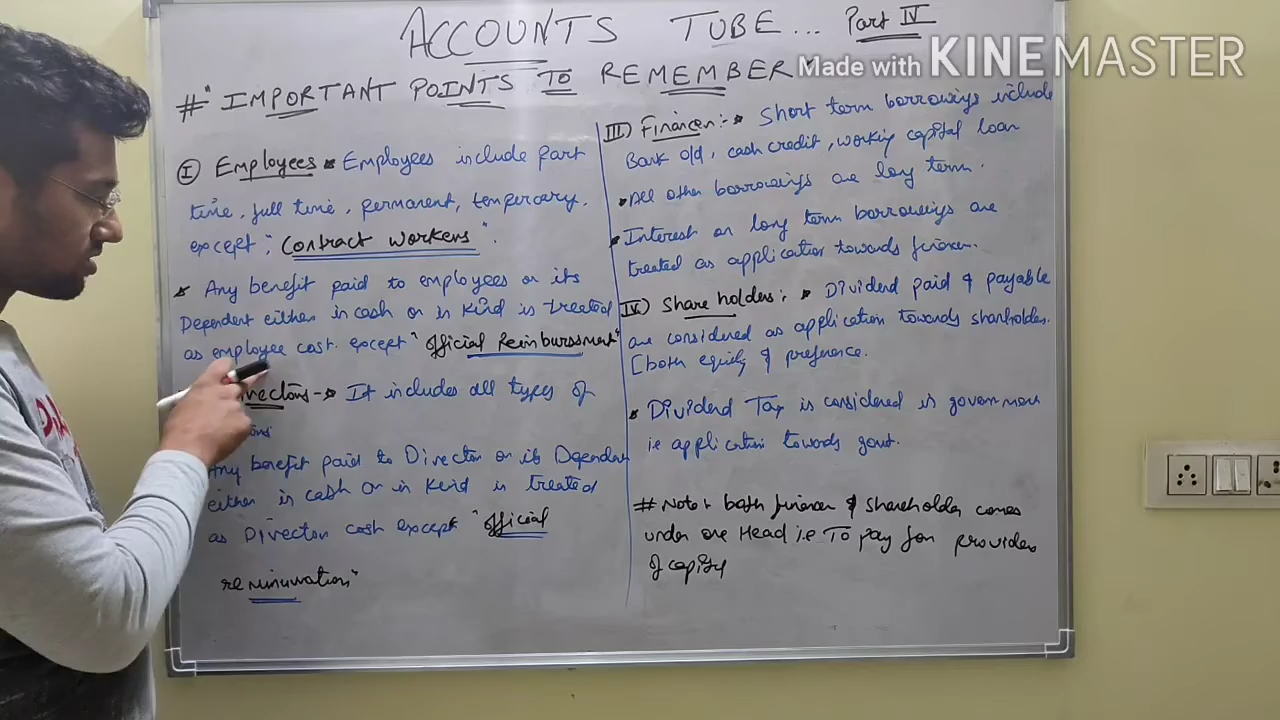 ACCOUNTS TUBE... Part IV
Made with KINEMASTER
# "IMPORTANT POINTS TO REMEMBER"
I Employees Employees include part
time, full time, permanent, temporary,
except "Contract workers".
Any benefit paid to employees or its
Dependent either in cash or in kind is treated
as employee cost except "official Reimbursment"
It includes all types of
Any benefit paid to Director or its Dependent
either in cash or in kind is treated
as Director cost except "official
III) Financer:- Short term borrowings include
Bank o/d, cash credit, working capital loan
All other borrowings are long term.
Interest on long term borrowings are
treated as application towards financer.
IV) Share holders: Dividend paid & payable
are considered as application towards shareholders.
[both equity & preference.
Dividend Tax is considered in
i.e application towards govt.
# Note: both financer & shareholder comes
under one Head i.e To pay for providers
of